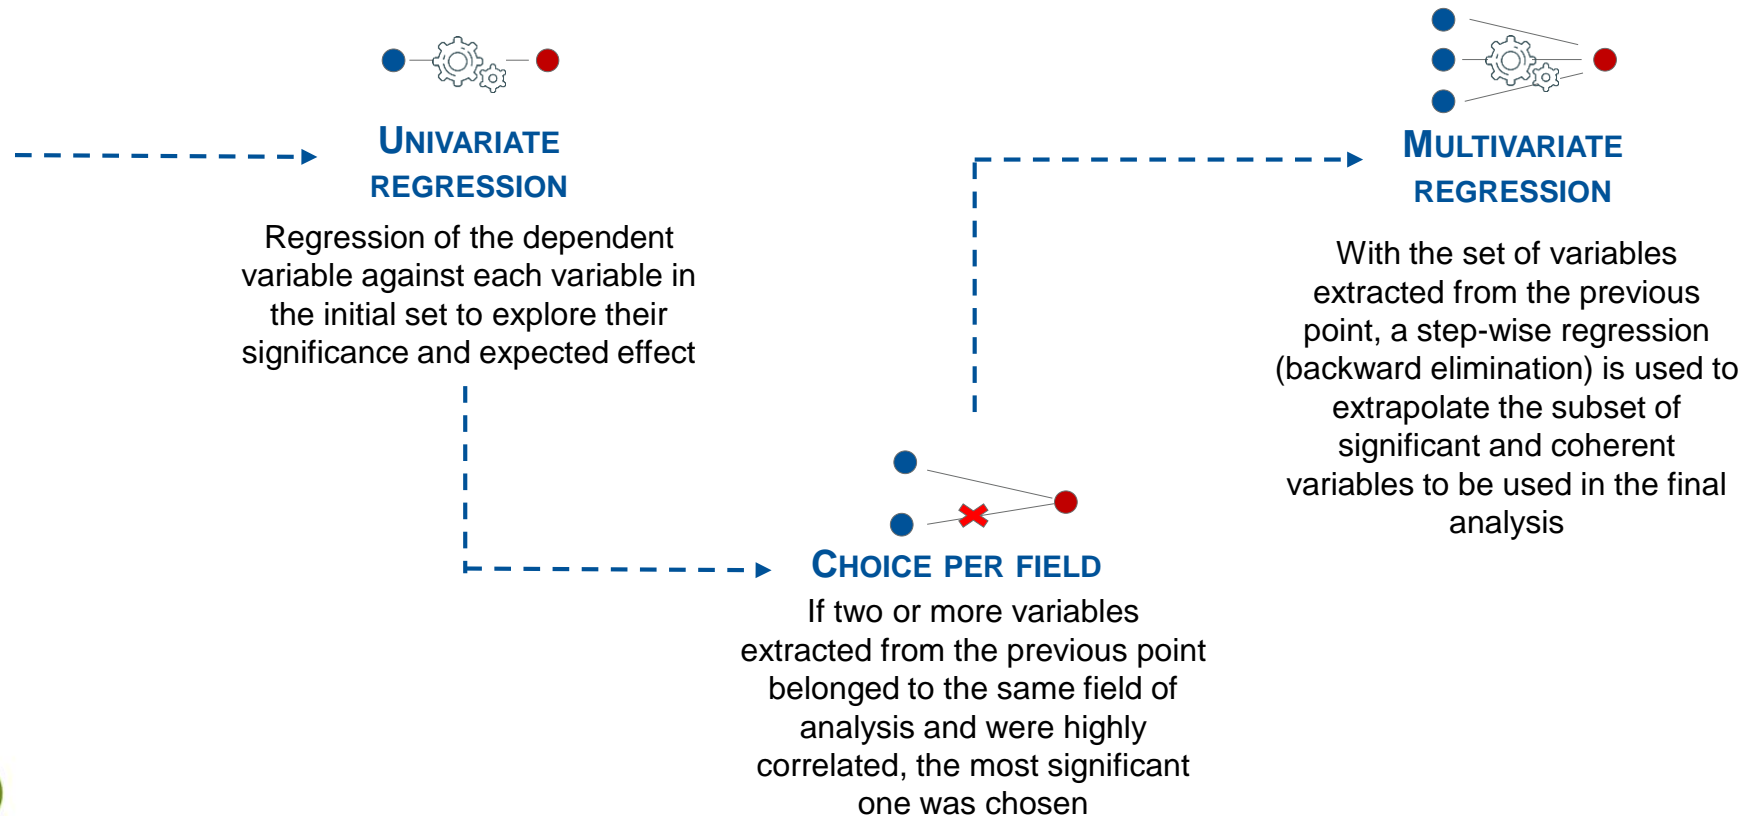 UNIVARIATE
REGRESSION
Regression of the dependent
variable against each variable in
the initial set to explore their
significance and expected effect
CHOICE PER FIELD
If two or more variables
extracted from the previous point
belonged to the same field of
analysis and were highly
correlated, the most significant
one was chosen
MULTIVARIATE
REGRESSION
With the set of variables
extracted from the previous
point, a step-wise regression
(backward elimination) is used to
extrapolate the subset of
significant and coherent
variables to be used in the final
analysis